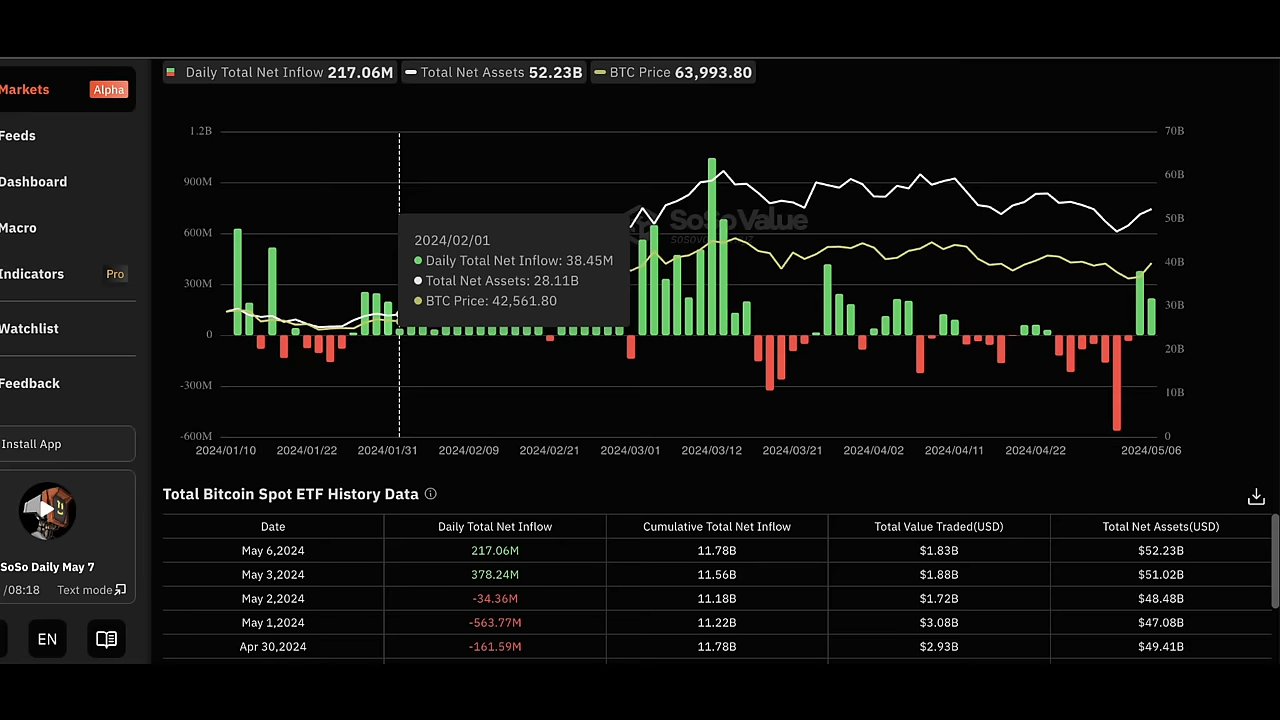 Daily Total Net Inflow 217.06M Total Net Assets 52.23B BTC Price 63,993.80
Markets Alpha
Feeds
Dashboard
Macro
Indicators Pro
Watchlist
Feedback
Install App
SoSo Daily May 7
/08:18 Text mode
EN
1.2B
900M
600M
300M
0
-300M
-600M
70B
60B
50B
40B
30B
20B
10B
0
SoSoValue
2024/02/01
Daily Total Net Inflow: 38.45M
Total Net Assets: 28.11B
BTC Price: 42,561.80
2024/01/10 2024/01/22 2024/01/31 2024/02/09 2024/02/21 2024/03/01 2024/03/12 2024/03/21 2024/04/02 2024/04/11 2024/04/22 2024/05/06
Total Bitcoin Spot ETF History Data
Date Daily Total Net Inflow Cumulative Total Net Inflow Total Value Traded(USD) Total Net Assets(USD)
May 6,2024 217.06M 11.78B $1.83B $52.23B
May 3,2024 378.24M 11.56B $1.88B $51.02B
May 2,2024 -34.36M 11.18B $1.72B $48.48B
May 1,2024 -563.77M 11.22B $3.08B $47.08B
Apr 30,2024 -161.59M 11.78B $2.93B $49.41B